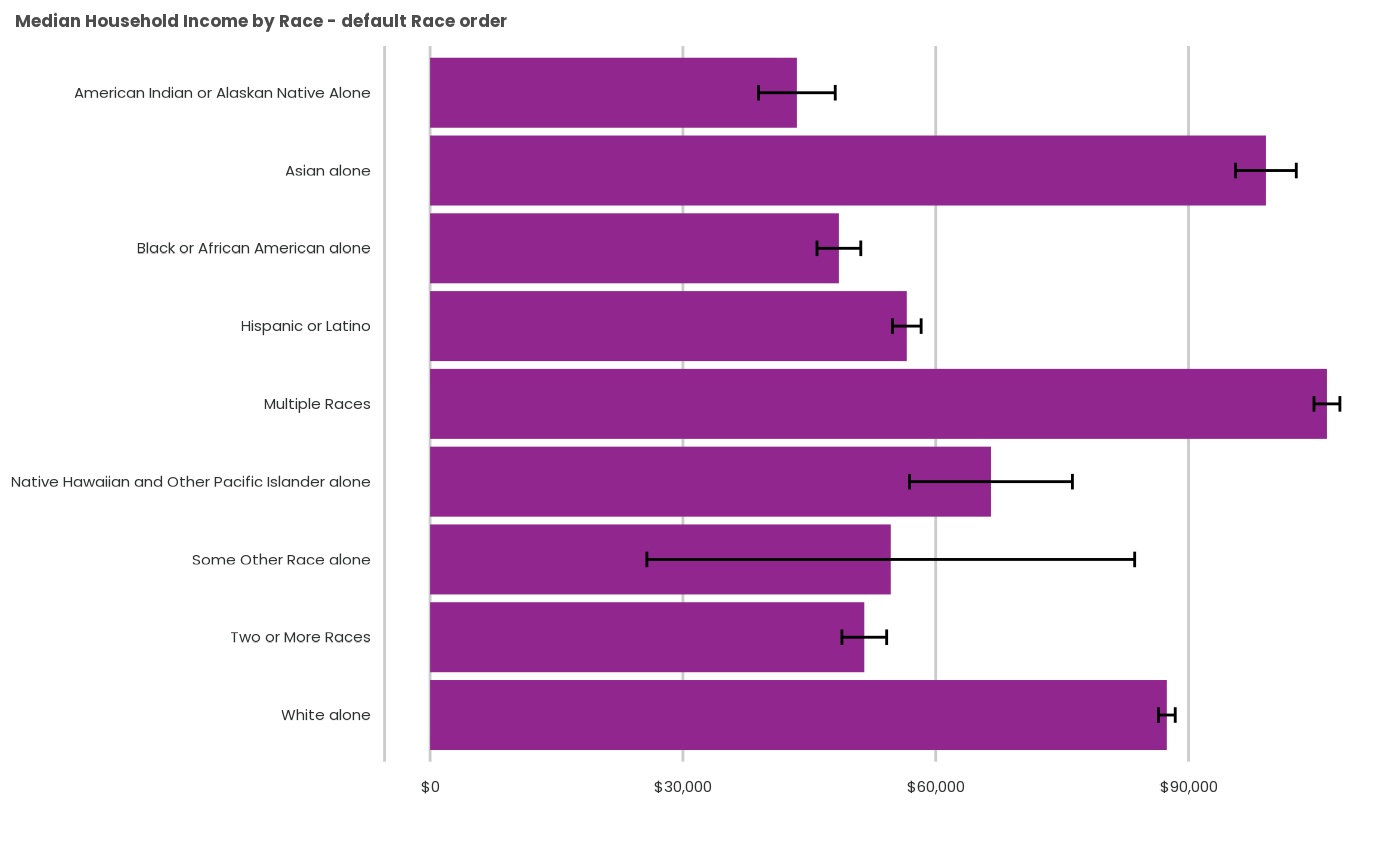 Median Household Income by Race - default Race order
American Indian or Alaskan Native Alone
Asian alone
Black or African American alone
Hispanic or Latino
Multiple Races
Native Hawaiian and Other Pacific Islander alone
Some Other Race alone
Two or More Races
White alone
$0 $30,000 $60,000 $90,000